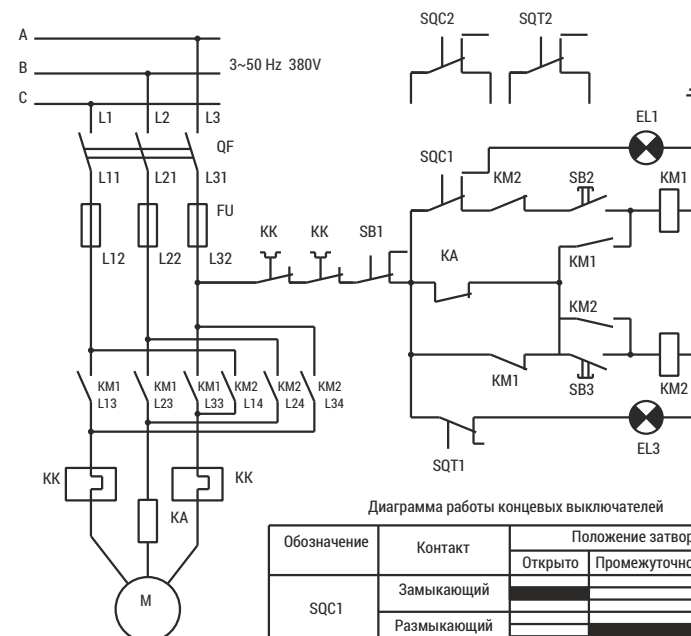 SQC2 SQT2
A
B 3~50 Hz 380V
C
L1 L2 L3
QF
EL1
SQC1
L11 L21 L31
KM2 SB2 KM1
FU
KK KK SB1
L12 L22 L32
KA
KM1
KM2
KM1 KM1 KM1 KM2 KM2 KM2
L13 L23 L33 L14 L24 L34
KM1 SB3 KM2
EL3
SQT1
KK KK
KA
M
Диаграмма работы концевых выключателей
Обозначение Контакт Положение затвор
Открыто Промежуточно
SQC1 Замыкающий
Размыкающий